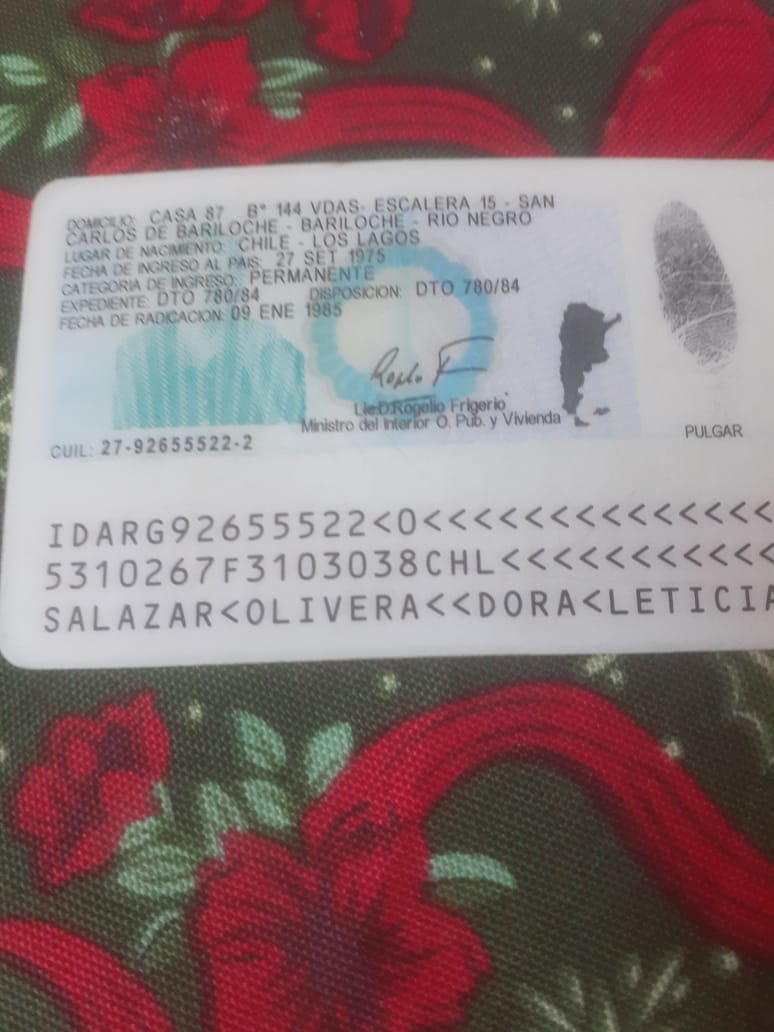 DOMICILIO: CASA 87 B° 144 VDAS- ESCALERA 15 - SAN
CARLOS DE BARILOCHE - BARILOCHE - RIO NEGRO
LUGAR DE NACIMIENTO: CHILE - LOS LAGOS
FECHA DE INGRESO AL PAIS: 27 SET 1975
CATEGORIA DE INGRESO: PERMANENTE
EXPEDIENTE: DTO 780/84 DISPOSICION: DTO 780/84
FECHA DE RADICACION: 09 ENE 1985
Lic.D.Rogelio Frigerio
Ministro del Interior O. Pub. y Vivienda
PULGAR
CUIL: 27-92655522-2
IDARG92655522<0<<<<<<<<<<<<<<<
5310267F3103038CHL<<<<<<<<<<<
SALAZAR<OLIVERA<<DORA<LETICIA